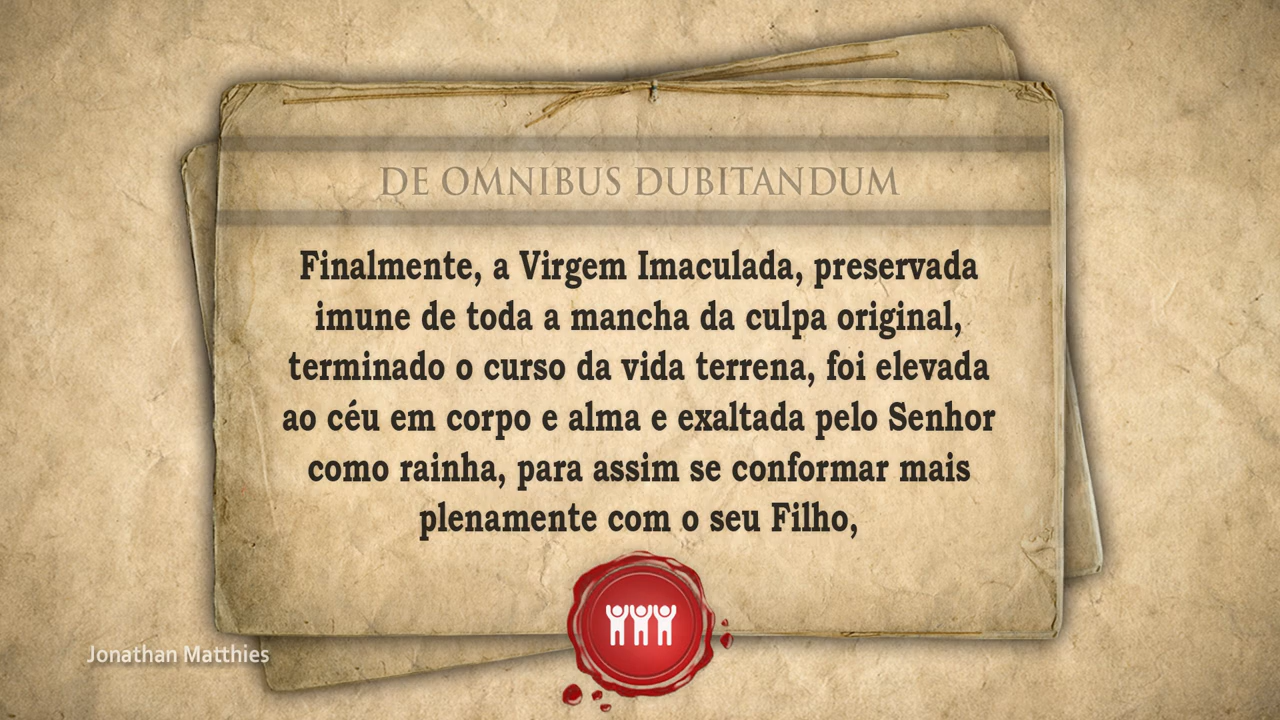 DE OMNIBUS DUBITANDUM
Finalmente, a Virgem Imaculada, preservada
imune de toda a mancha da culpa original,
terminado o curso da vida terrena, foi elevada
ao céu em corpo e alma e exaltada pelo Senhor
como rainha, para assim se conformar mais
plenamente com o seu Filho,
Jonathan Matthies